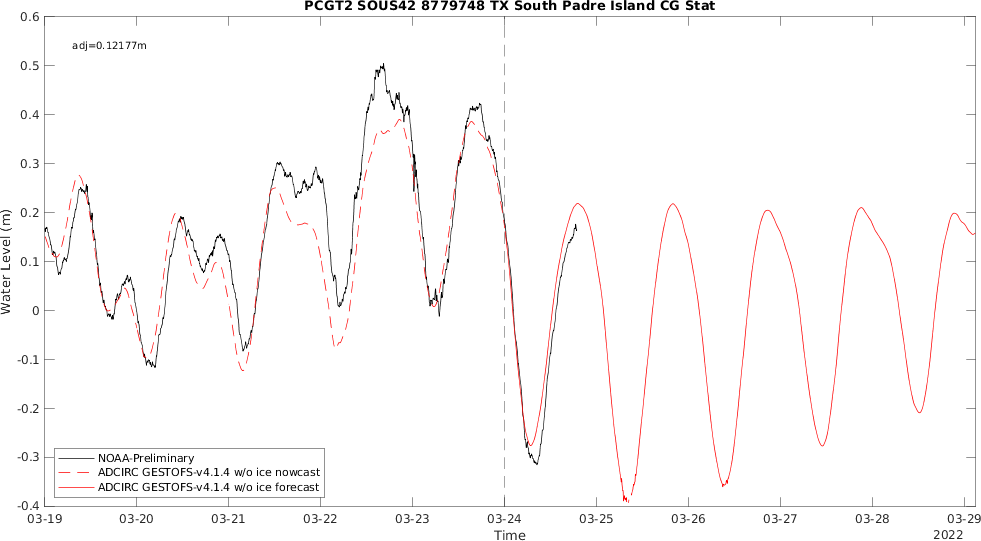 PCGT2 SOUS42 8779748 TX South Padre Island CG Stat
adj=0.12177m
0.6
0.5
0.4
0.3
0.2
0.1
0
-0.1
-0.2
-0.3
-0.4
Water Level (m)
NOAA-Preliminary
ADCIRC GESTOFS-v4.1.4 w/o ice nowcast
ADCIRC GESTOFS-v4.1.4 w/o ice forecast
03-19 03-20 03-21 03-22 03-23 03-24 03-25 03-26 03-27 03-28 03-29
Time
2022